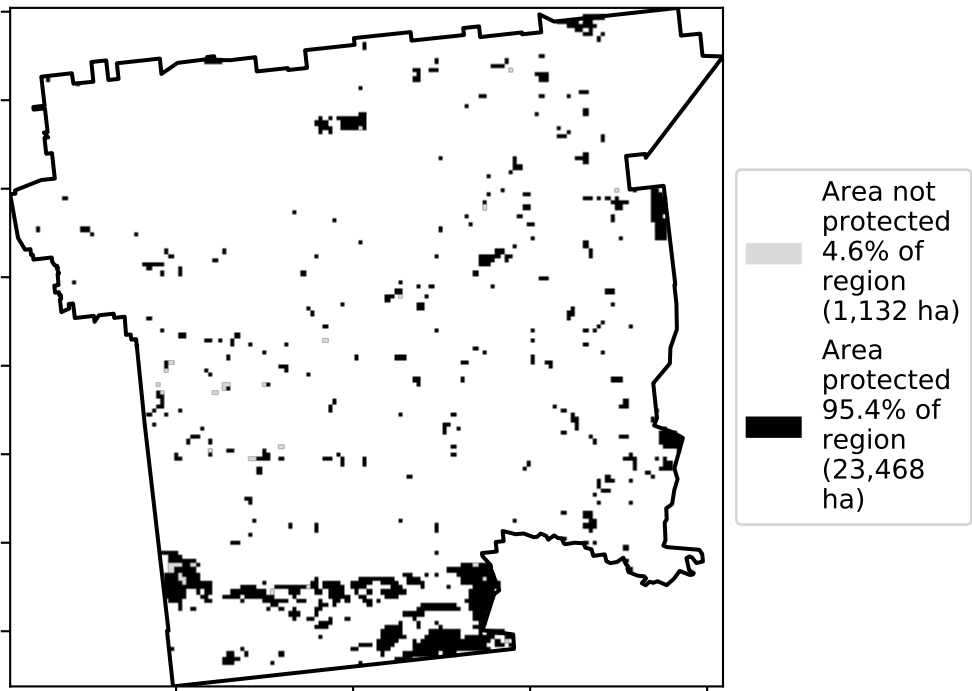 Area not
protected
4.6% of
region
(1,132 ha)
Area
protected
95.4% of
region
(23,468
ha)